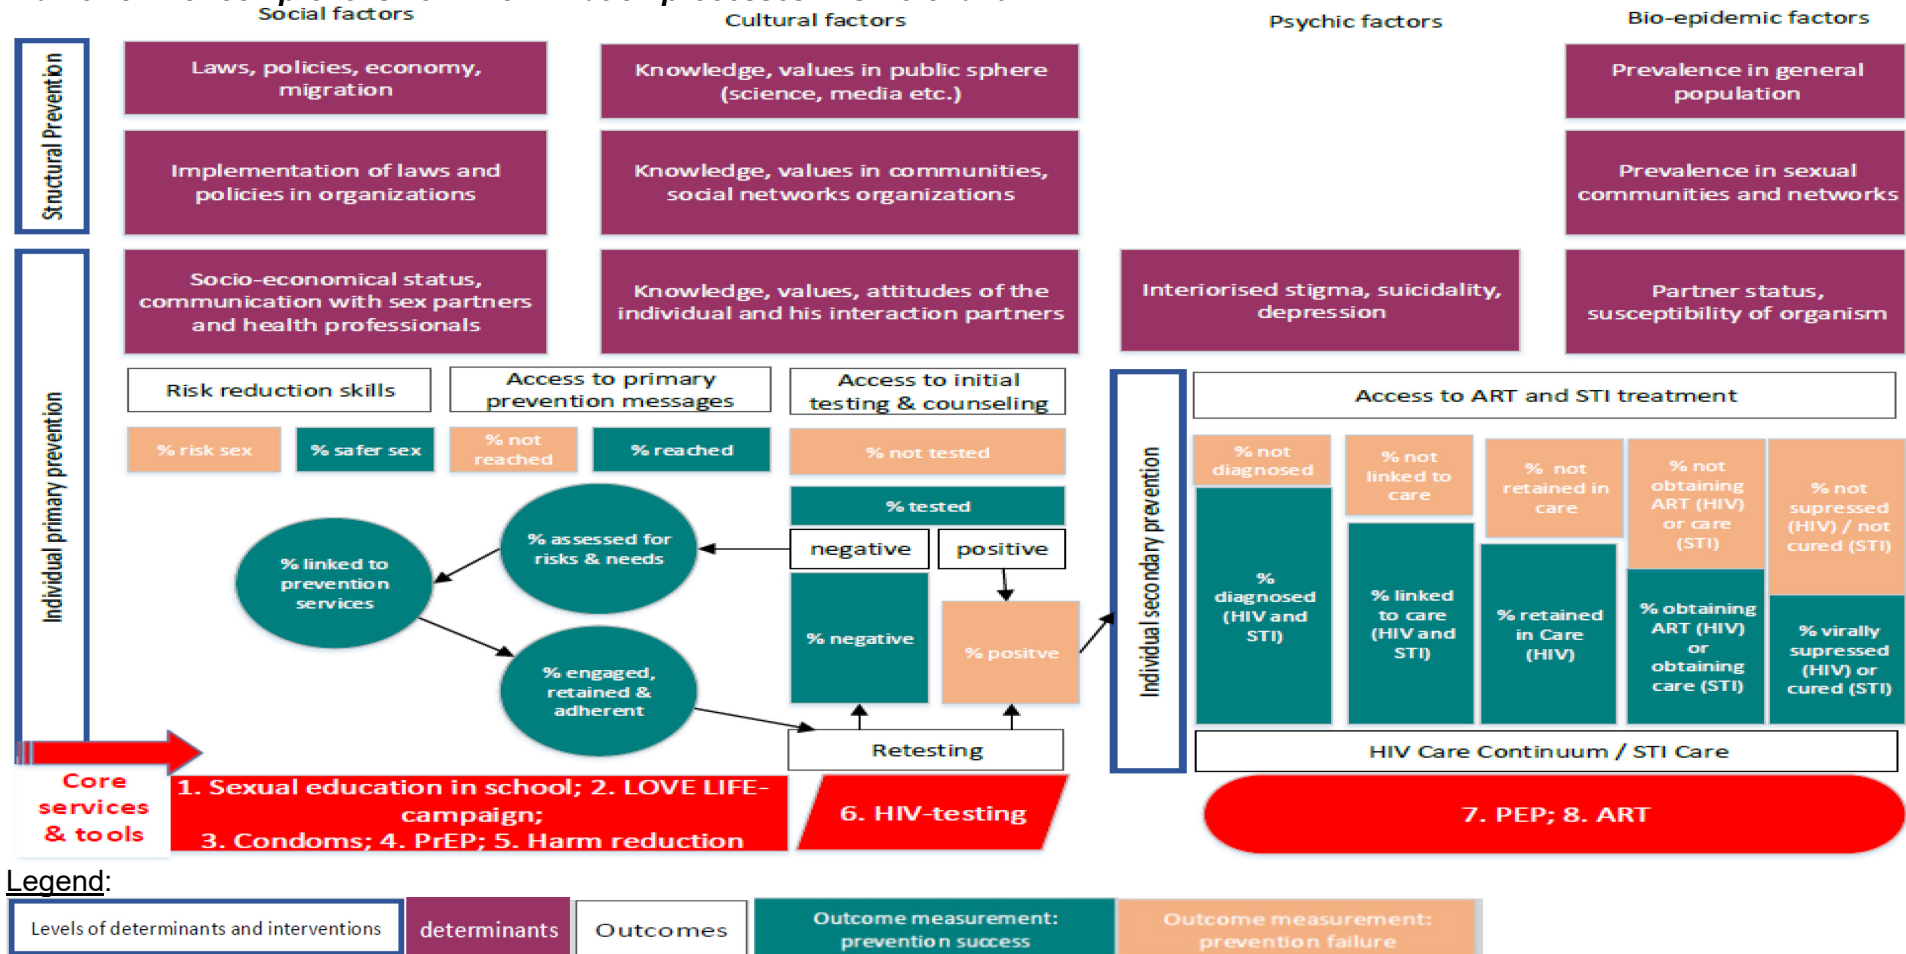 Social factors
Cultural factors
Psychic factors
Bio-epidemic factors
Structural Prevention
Laws, policies, economy,
migration
Knowledge, values in public sphere
(science, media etc.)
Prevalence in general
population
Implementation of laws and
policies in organizations
Knowledge, values in communities,
social networks organizations
Prevalence in sexual
communities and networks
Individual primary prevention
Socio-economical status,
communication with sex partners
and health professionals
Knowledge, values, attitudes of the
individual and his interaction partners
Interiorised stigma, suicidality,
depression
Partner status,
susceptibility of organism
Risk reduction skills
Access to primary
prevention messages
Access to initial
testing & counseling
% risk sex
% safer sex
% not
reached
% reached
% not tested
% tested
negative
positive
% assessed for
risks & needs
% linked to
prevention
services
% engaged,
retained &
adherent
% negative
% positve
Retesting
Individual secondary prevention
Access to ART and STI treatment
% not
diagnosed
% not
linked to
care
% not
retained in
care
% not
obtaining
ART (HIV)
or care
(STI)
% not
supressed
(HIV) / not
cured (STI)
%
diagnosed
(HIV and
STI)
% linked
to care
(HIV and
STI)
% retained
in Care
(HIV)
% obtaining
ART (HIV)
or
obtaining
care (STI)
% virally
supressed
(HIV) or
cured (STI)
HIV Care Continuum / STI Care
Core
services
& tools
1. Sexual education in school; 2. LOVE LIFE-
campaign;
3. Condoms; 4. PrEP; 5. Harm reduction
6. HIV-testing
7. PEP; 8. ART
Legend:
Levels of determinants and interventions
determinants
Outcomes
Outcome measurement:
prevention success
Outcome measurement:
prevention failure